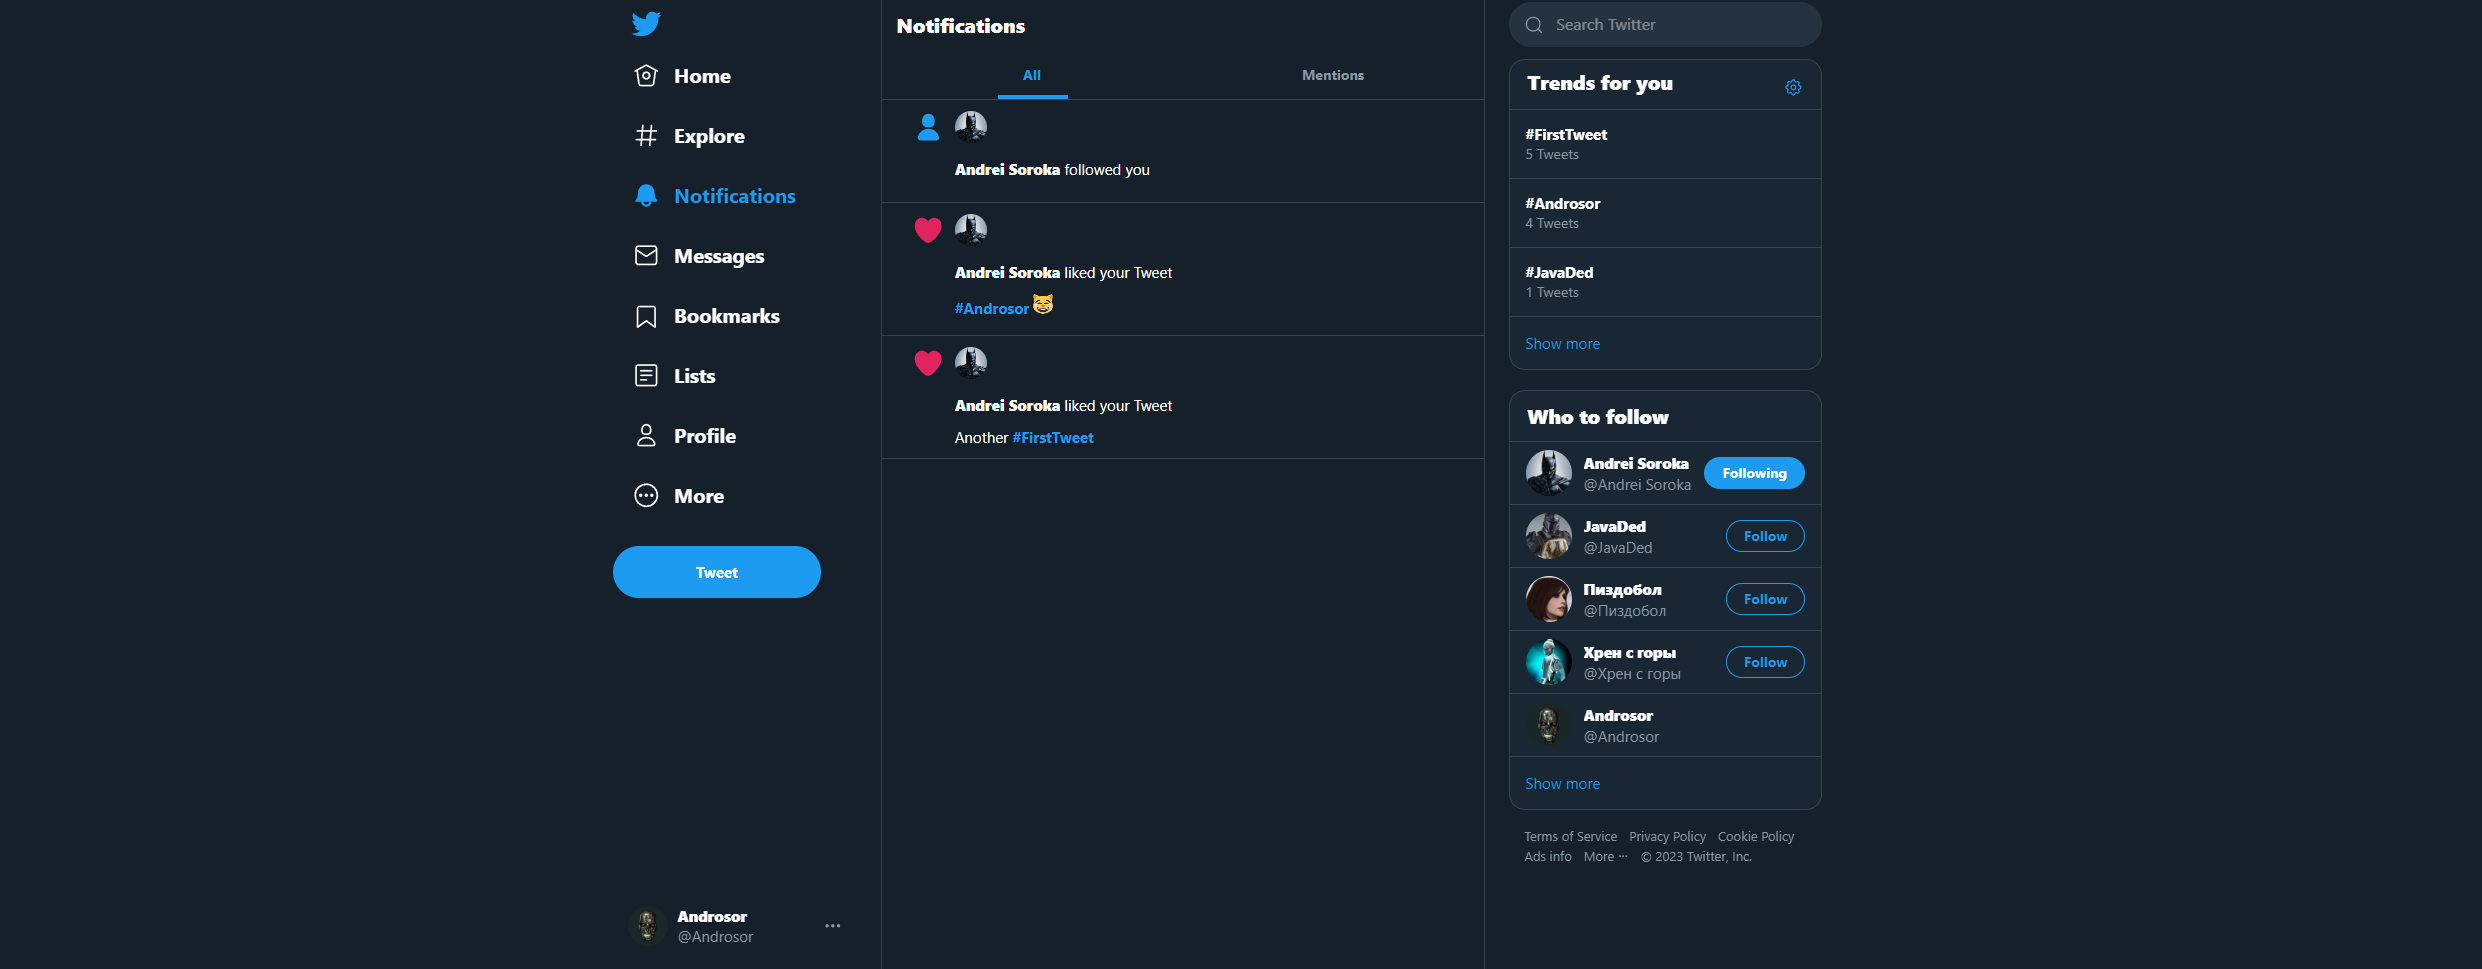 Home
Explore
Notifications
Messages
Bookmarks
Lists
Profile
More
Tweet
Androsor
@Androsor
Notifications
All
Mentions
Andrei Soroka followed you
Andrei Soroka liked your Tweet
#Androsor 😹
Andrei Soroka liked your Tweet
Another #FirstTweet
Search Twitter
Trends for you
#FirstTweet
5 Tweets
#Androsor
4 Tweets
#JavaDed
1 Tweets
Show more
Who to follow
Andrei Soroka
@Andrei Soroka
Following
JavaDed
@JavaDed
Follow
Пиздобол
@Пиздобол
Follow
Хрен с горы
@Хрен с горы
Follow
Androsor
@Androsor
Show more
Terms of Service Privacy Policy Cookie Policy
Ads info More ··· © 2023 Twitter, Inc.